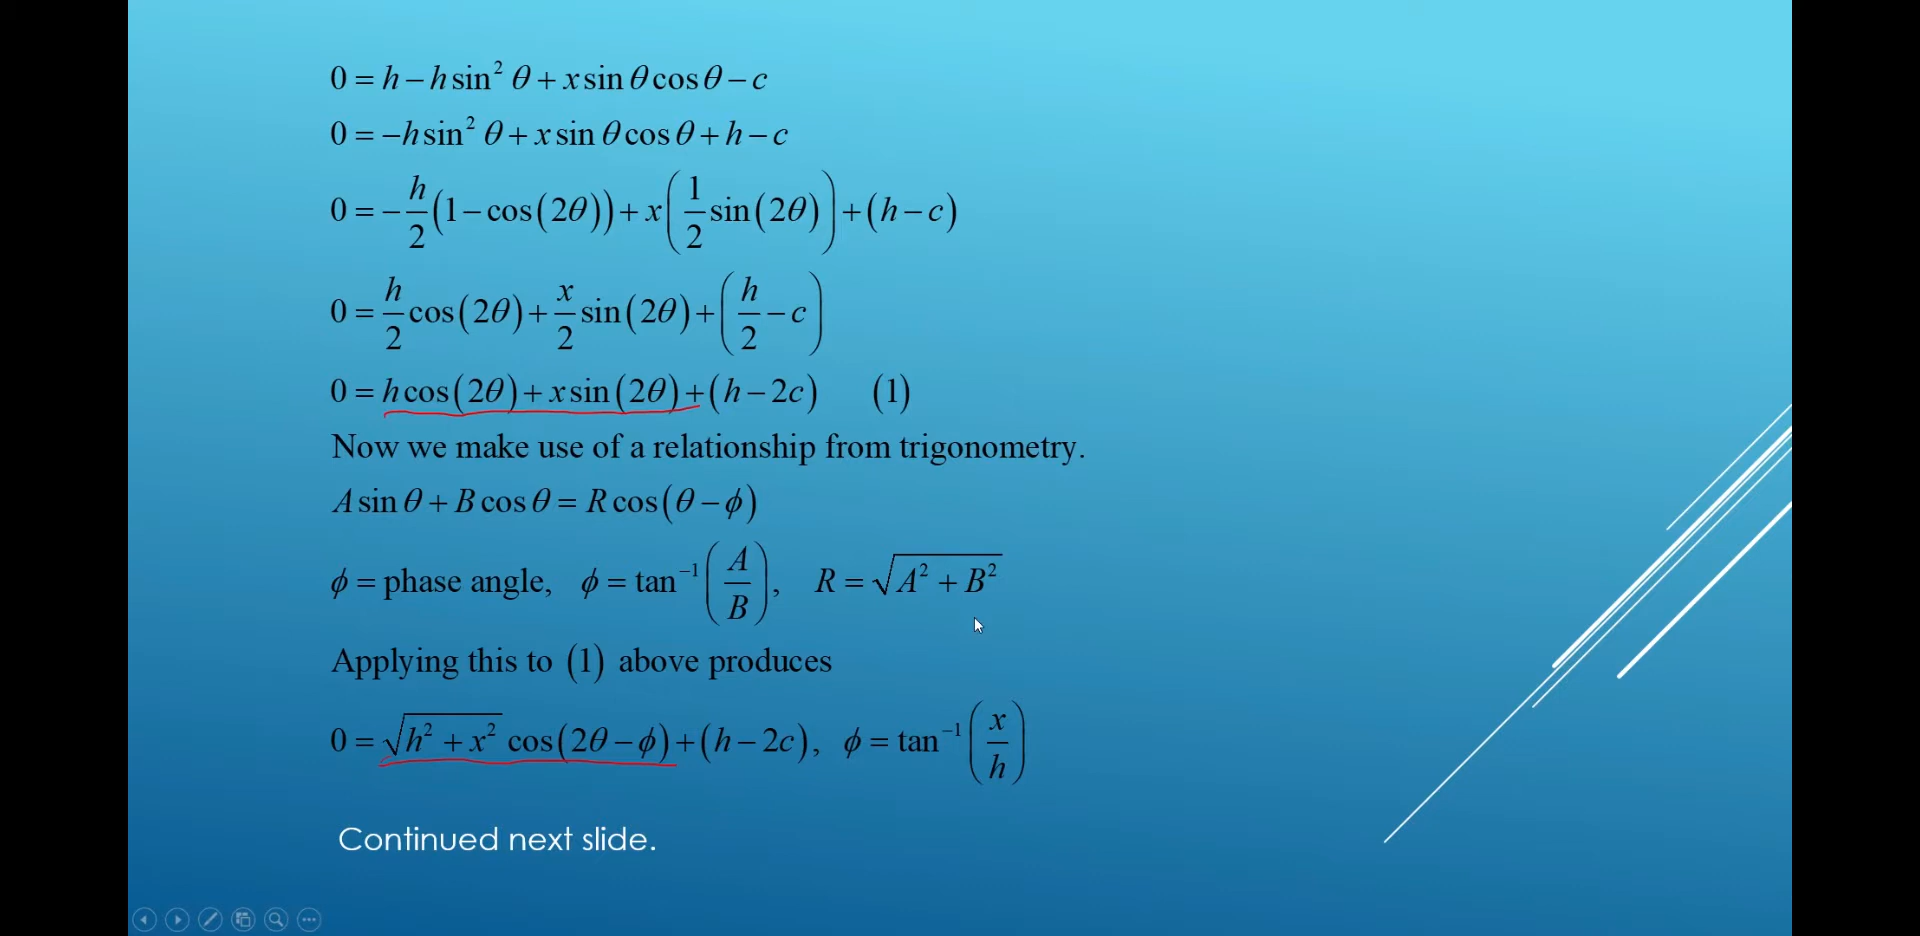 0 = h − h sin² θ + x sin θ cos θ − c
0 = −h sin² θ + x sin θ cos θ + h − c
0 = −h/2 (1 − cos(2θ)) + x(1/2 sin(2θ)) + (h − c)
0 = h/2 cos(2θ) + x/2 sin(2θ) + (h/2 − c)
0 = h cos(2θ) + x sin(2θ) + (h − 2c) (1)
Now we make use of a relationship from trigonometry.
A sin θ + B cos θ = R cos(θ − ϕ)
ϕ = phase angle, ϕ = tan⁻¹(A/B), R = √(A² + B²)
Applying this to (1) above produces
0 = √(h² + x²) cos(2θ − ϕ) + (h − 2c), ϕ = tan⁻¹(x/h)
Continued next slide.